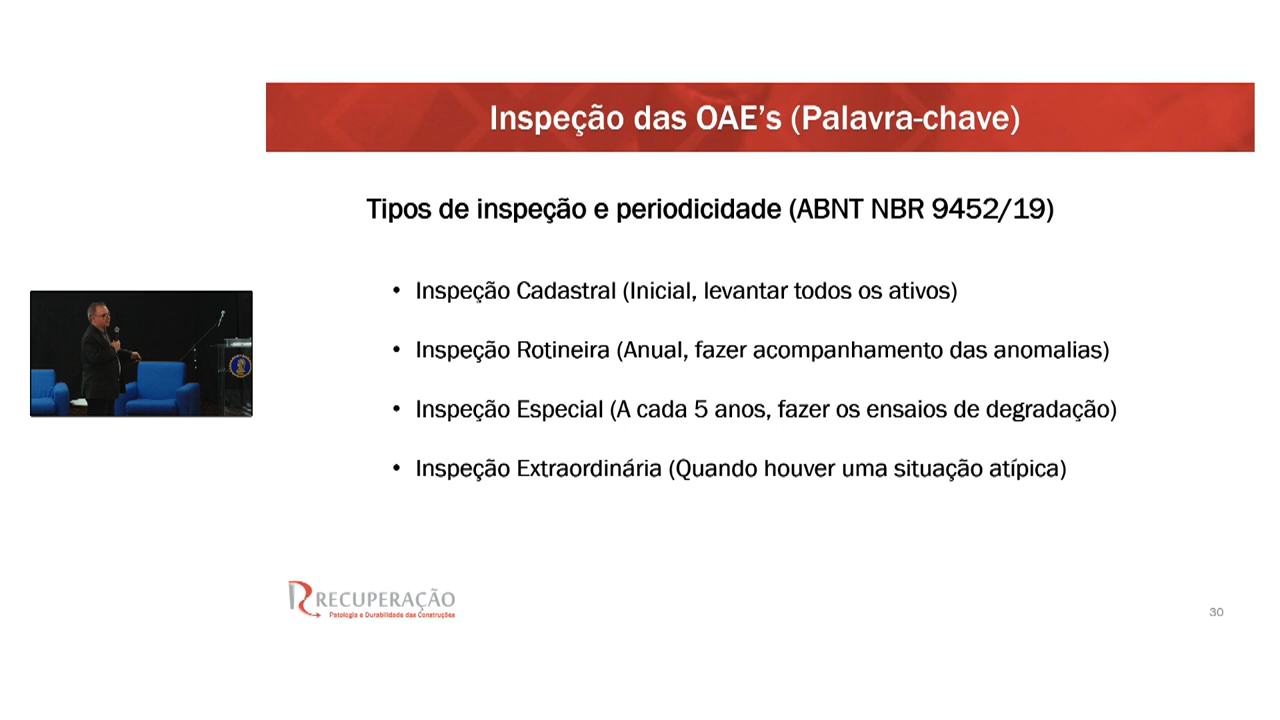 Inspeção das OAE's (Palavra-chave)
Tipos de inspeção e periodicidade (ABNT NBR 9452/19)
• Inspeção Cadastral (Inicial, levantar todos os ativos)
• Inspeção Rotineira (Anual, fazer acompanhamento das anomalias)
• Inspeção Especial (A cada 5 anos, fazer os ensaios de degradação)
• Inspeção Extraordinária (Quando houver uma situação atípica)
RECUPERAÇÃO
Patologia e Durabilidade das Construções
30